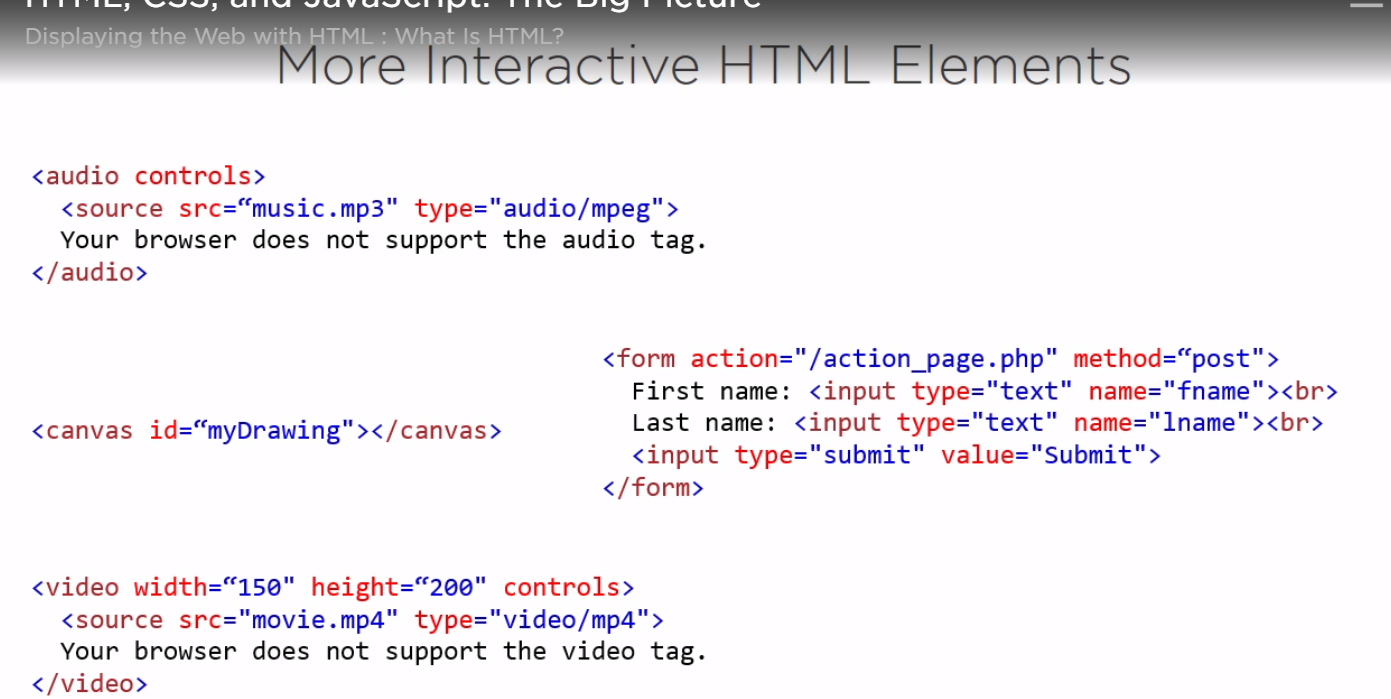 HTML, CSS, and JavaScript: The Big Picture
Displaying the Web with HTML : What Is HTML?
More Interactive HTML Elements
<audio controls>
  <source src=“music.mp3" type="audio/mpeg">
  Your browser does not support the audio tag.
</audio>
<canvas id=“myDrawing"></canvas>
<form action="/action_page.php" method=“post">
  First name: <input type="text" name="fname"><br>
  Last name: <input type="text" name="lname"><br>
  <input type="submit" value="Submit">
</form>
<video width=“150" height=“200" controls>
  <source src="movie.mp4" type="video/mp4">
  Your browser does not support the video tag.
</video>